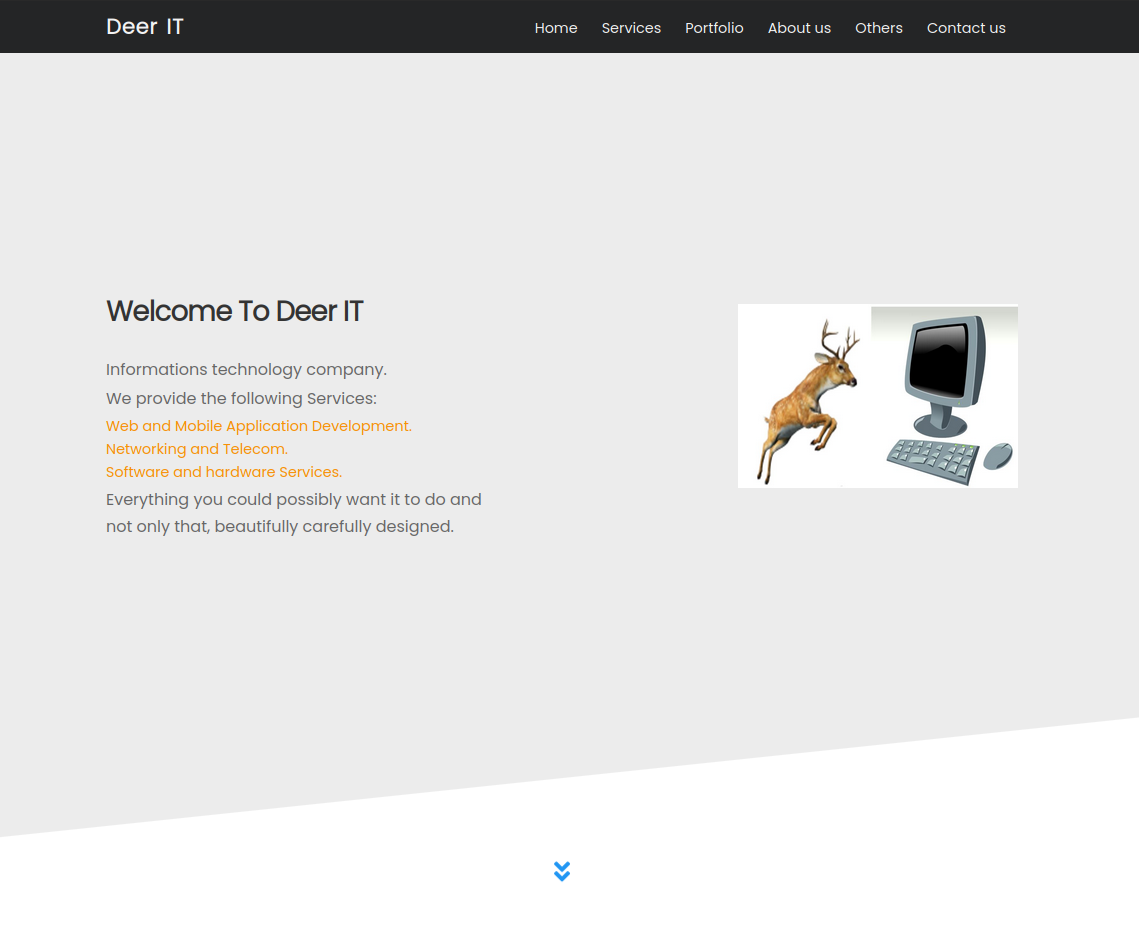 Deer IT
Home Services Portfolio About us Others Contact us
Welcome To Deer IT
Informations technology company.
We provide the following Services:
Web and Mobile Application Development.
Networking and Telecom.
Software and hardware Services.
Everything you could possibly want it to do and
not only that, beautifully carefully designed.